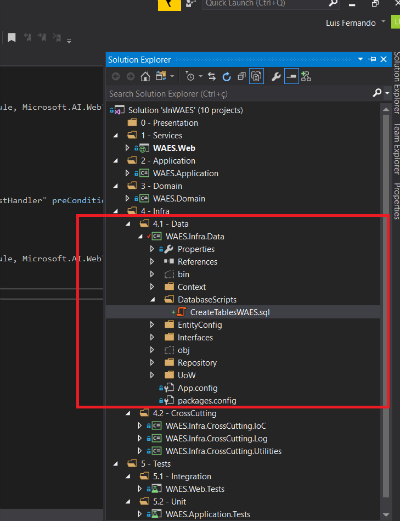 Quick Launch (Ctrl+Q)
Luis Fernando
Solution Explorer
Search Solution Explorer (Ctrl+ç)
Solution 'slnWAES' (10 projects)
0 - Presentation
1 - Services
WAES.Web
2 - Application
WAES.Application
3 - Domain
WAES.Domain
4 - Infra
4.1 - Data
WAES.Infra.Data
Properties
References
bin
Context
DatabaseScripts
CreateTablesWAES.sql
EntityConfig
Interfaces
obj
Repository
UoW
App.config
packages.config
4.2 - CrossCutting
WAES.Infra.CrossCutting.IoC
WAES.Infra.CrossCutting.Log
WAES.Infra.CrossCutting.Utilities
5 - Tests
5.1 - Integration
WAES.Web.Tests
5.2 - Unit
WAES.Application.Tests
ule, Microsoft.AI.Web
stHandler" preConditio
ule, Microsoft.AI.Web
Solution Explorer
Team Explorer
Properties